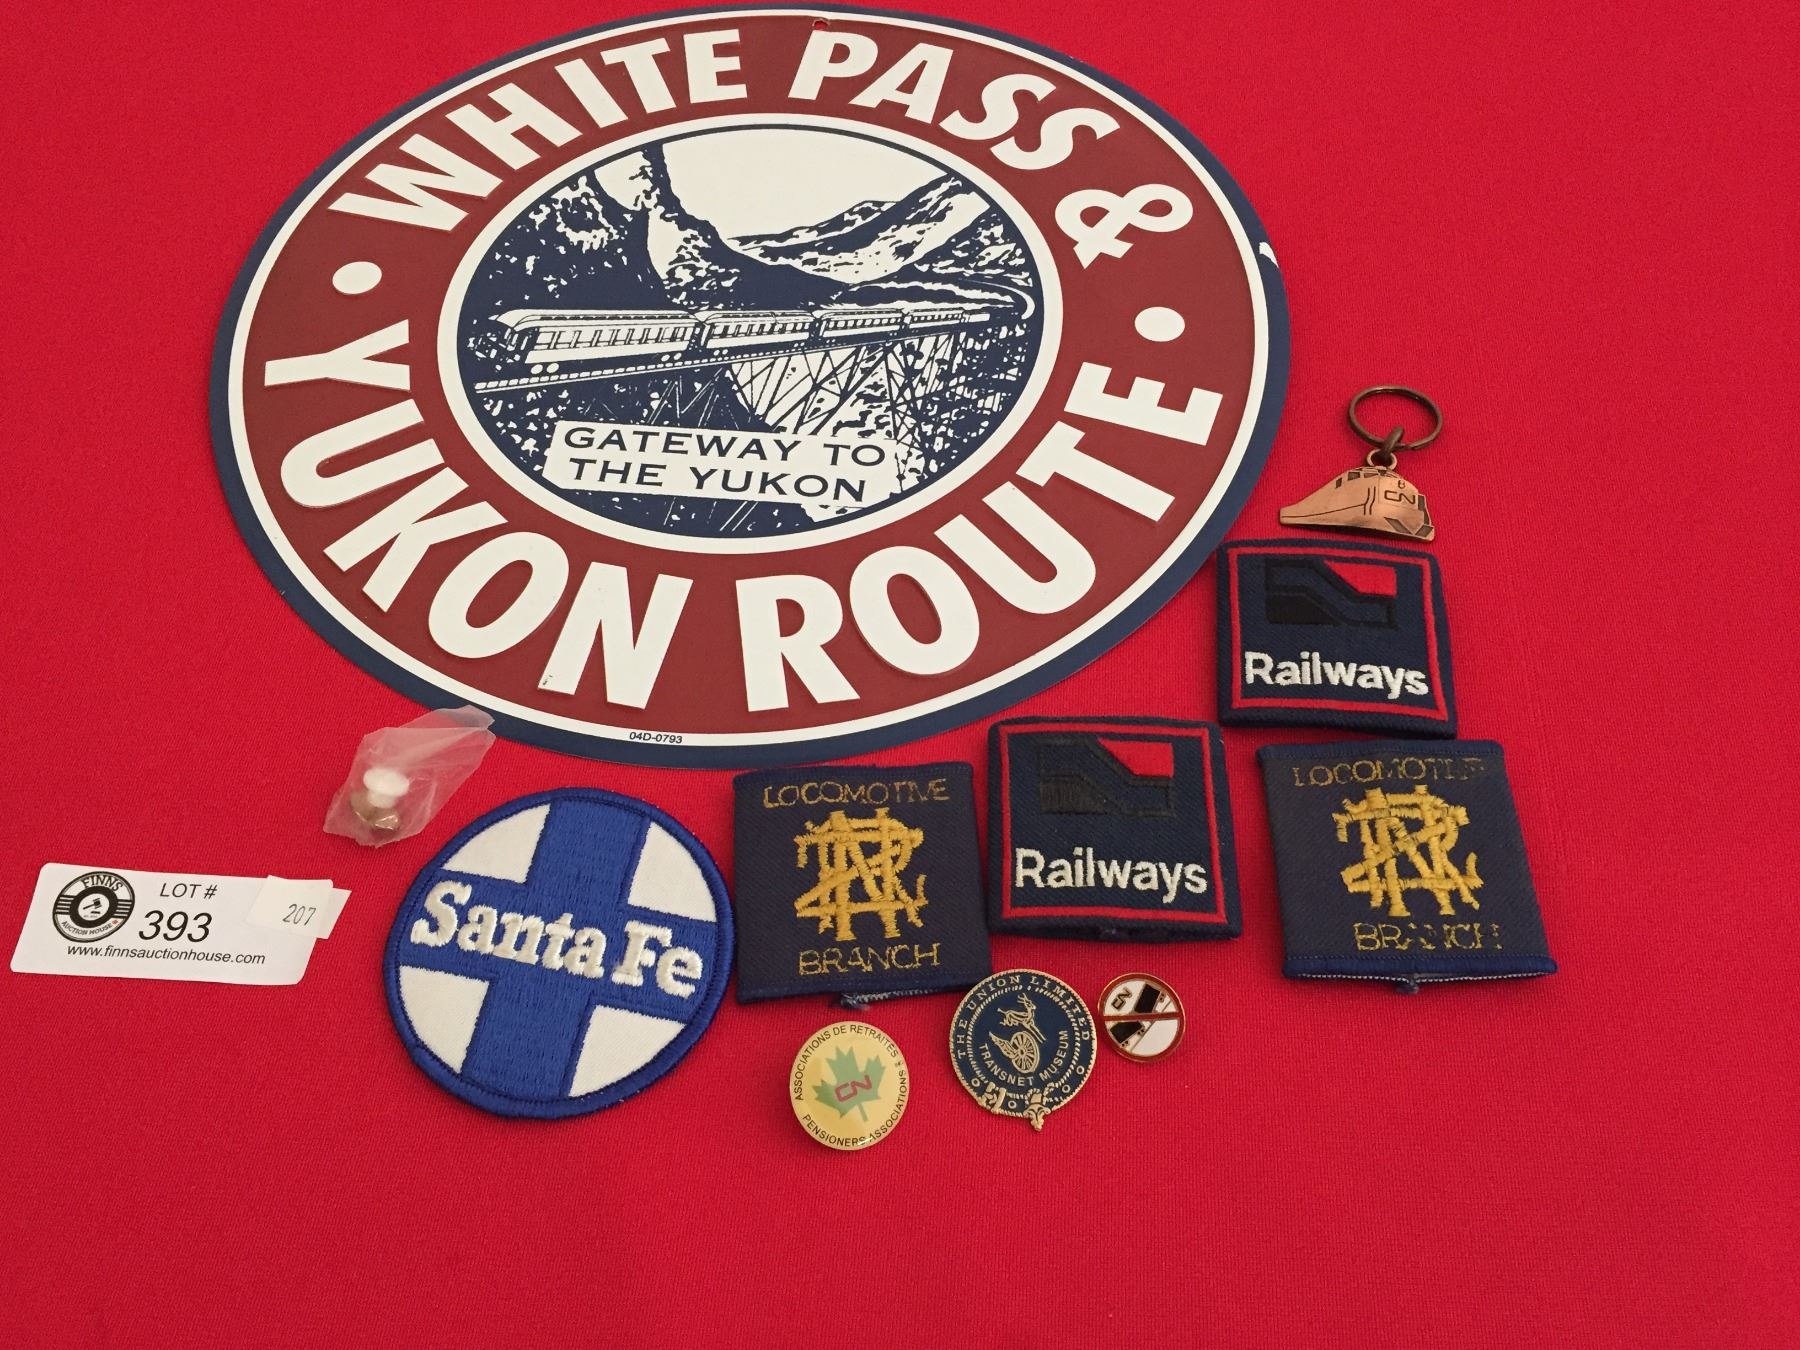 WHITE PASS &
YUKON ROUTE
GATEWAY TO
THE YUKON
04D-0793
CN
Railways
Railways
LOCOMOTIVE
BRANCH
LOCOMOTIVE
BRANCH
Santa Fe
FINNS
AUCTION HOUSE
LOT #
393
207
www.finnsauctionhouse.com
ASSOCIATIONS DE RETRAITÉS
CN
PENSIONERS ASSOCIATIONS
THE UNION LIMITED
TRANSNET MUSEUM
CN